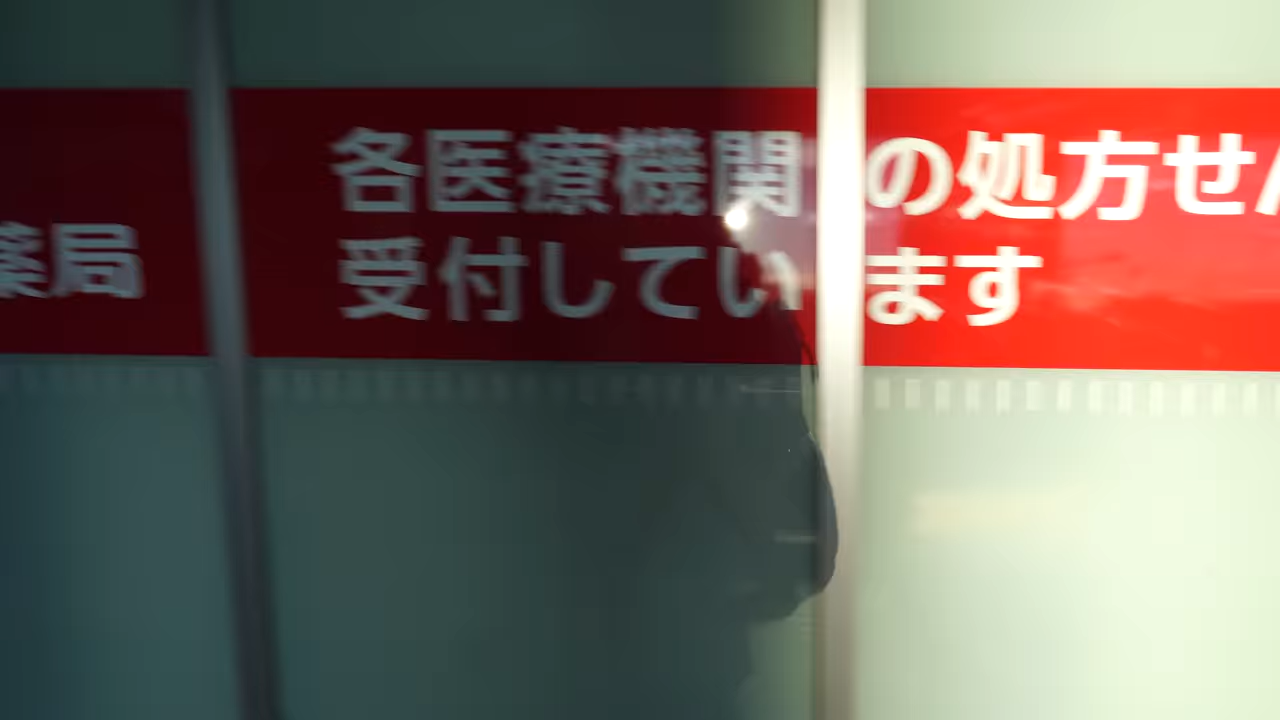 薬局
各医療機関の処方せん
受付しています